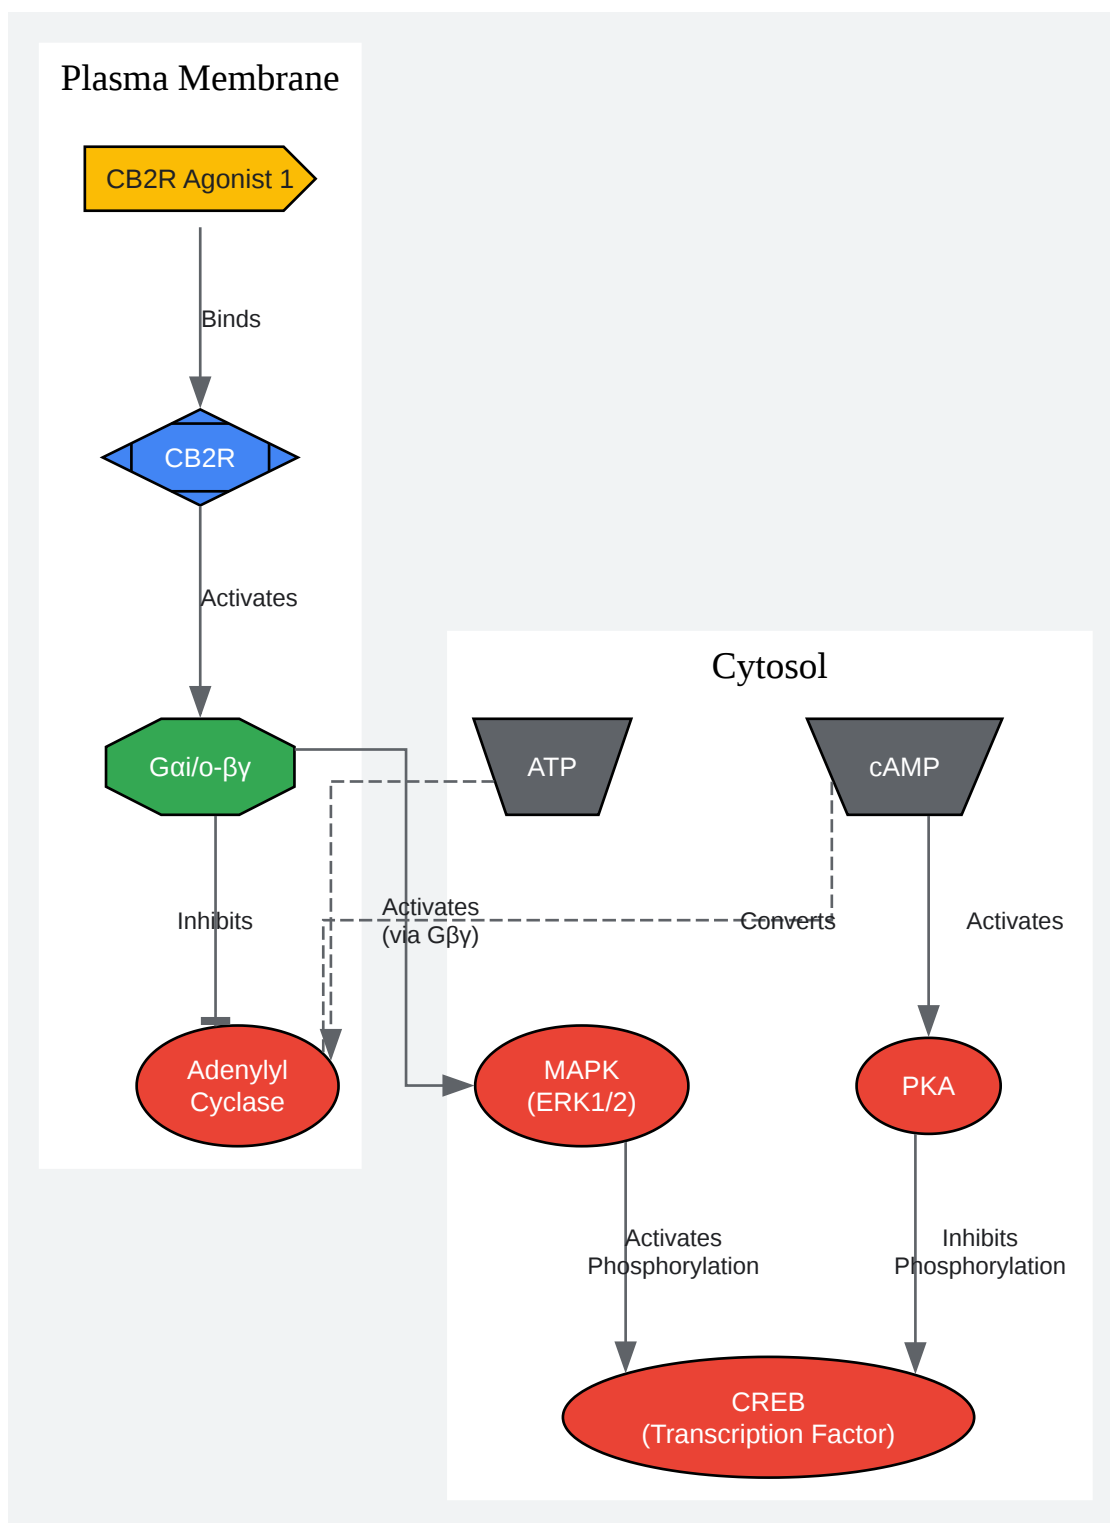 Plasma Membrane
CB2R Agonist 1
Binds
CB2R
Activates
Cytosol
Gαi/o-βγ
ATP
cAMP
Inhibits
Activates
(via Gβγ)
Converts
Activates
Adenylyl
Cyclase
MAPK
(ERK1/2)
PKA
Activates
Phosphorylation
Inhibits
Phosphorylation
CREB
(Transcription Factor)